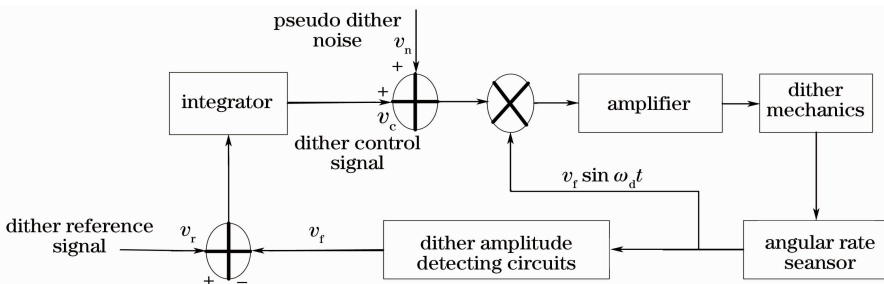 pseudo dither
noise
v_n
+
integrator
+
v_c
dither control
signal
amplifier
dither
mechanics
v_f sin ω_d t
dither reference
signal
v_r
+
−
v_f
dither amplitude
detecting circuits
angular rate
seansor